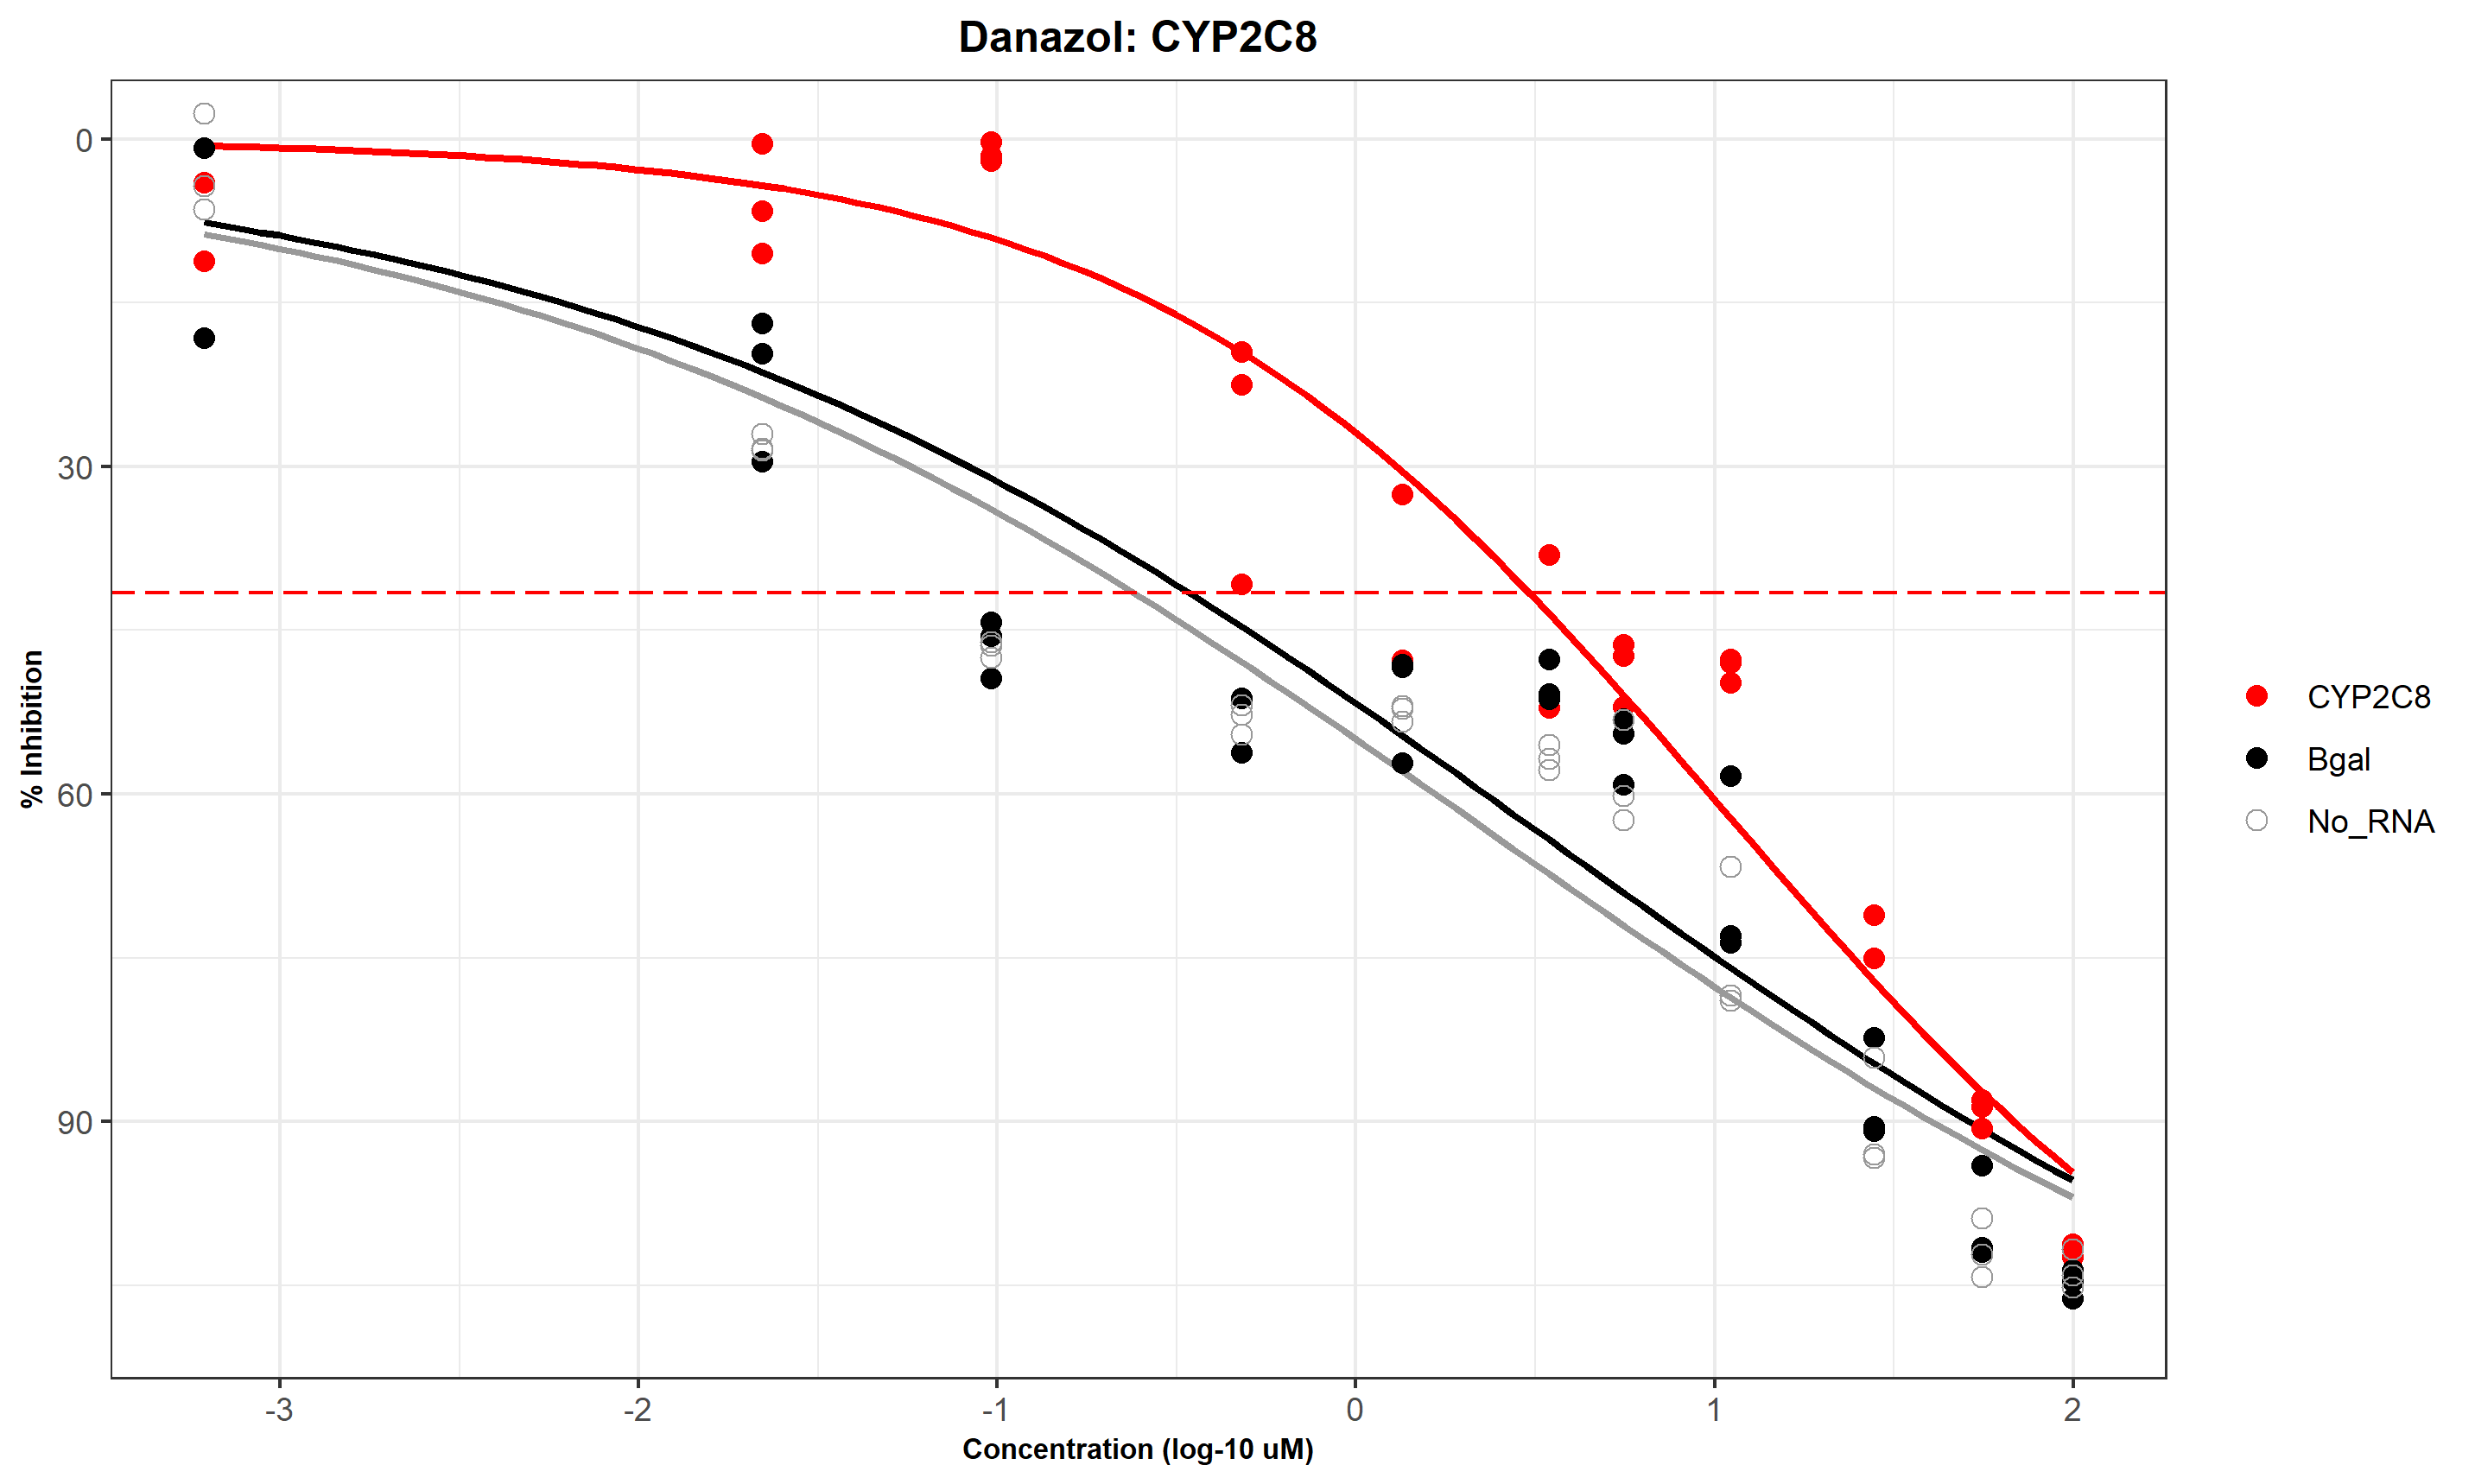 Danazol: CYP2C8
0
30
60
90
% Inhibition
-3
-2
-1
0
1
2
Concentration (log-10 uM)
CYP2C8
Bgal
No_RNA